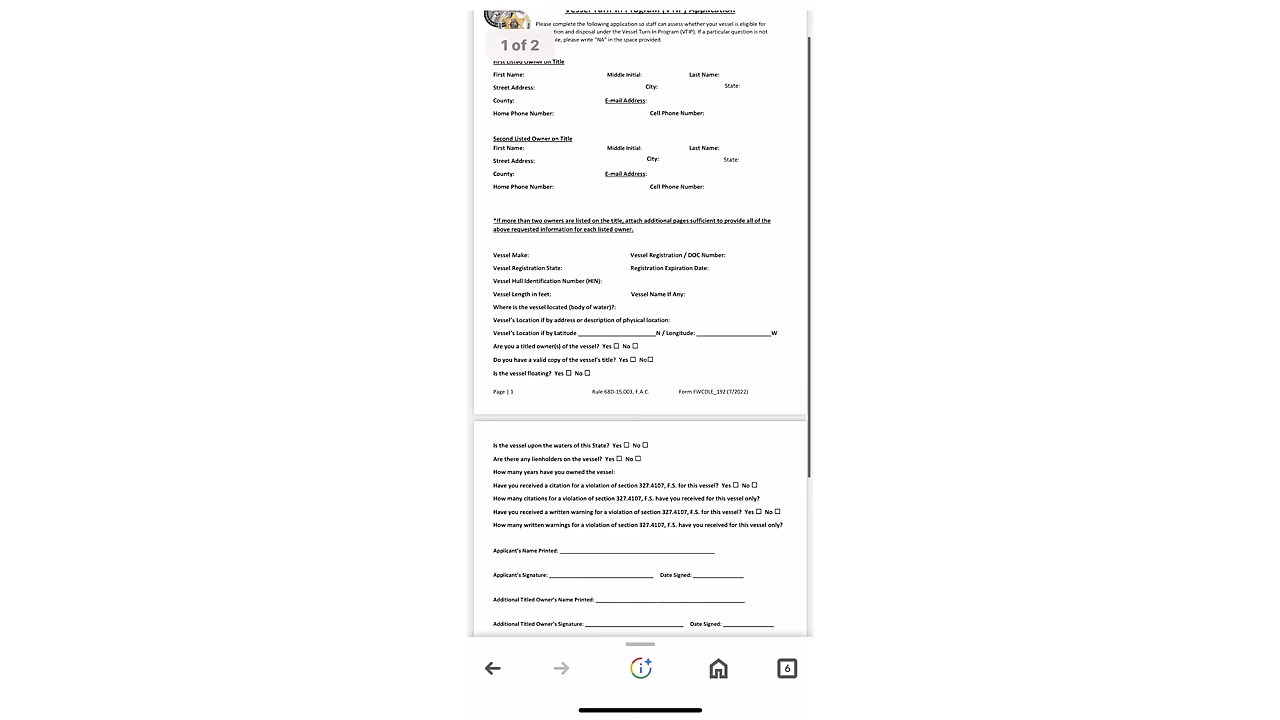 Vessel Turn-In Program (VTIP) Application
Please complete the following application so staff can assess whether your vessel is eligible for
tion and disposal under the Vessel Turn-In Program (VTIP). If a particular question is not
le, please write "NA" in the space provided.
1 of 2
First Listed Owner on Title
First Name: Middle Initial: Last Name:
Street Address: City: State:
County: E-mail Address:
Home Phone Number: Cell Phone Number:
Second Listed Owner on Title
First Name: Middle Initial: Last Name:
Street Address: City: State:
County: E-mail Address:
Home Phone Number: Cell Phone Number:
*If more than two owners are listed on the title, attach additional pages sufficient to provide all of the
above requested information for each listed owner.
Vessel Make: Vessel Registration / DOC Number:
Vessel Registration State: Registration Expiration Date:
Vessel Hull Identification Number (HIN):
Vessel Length in feet: Vessel Name If Any:
Where is the vessel located (body of water)?:
Vessel's Location if by address or description of physical location:
Vessel's Location if by Latitude ____________N / Longitude: ____________W
Are you a titled owner(s) of the vessel? Yes ☐ No ☐
Do you have a valid copy of the vessel's title? Yes ☐ No☐
Is the vessel floating? Yes ☐ No ☐
Page | 1 Rule 68D-15.003, F.A.C. Form FWCDLE_192 (7/2022)
Is the vessel upon the waters of this State? Yes ☐ No ☐
Are there any lienholders on the vessel? Yes ☐ No ☐
How many years have you owned the vessel:
Have you received a citation for a violation of section 327.4107, F.S. for this vessel? Yes ☐ No ☐
How many citations for a violation of section 327.4107, F.S. have you received for this vessel only?
Have you received a written warning for a violation of section 327.4107, F.S. for this vessel? Yes ☐ No ☐
How many written warnings for a violation of section 327.4107, F.S. have you received for this vessel only?
Applicant's Name Printed: ____________
Applicant's Signature: ____________ Date Signed: ____________
Additional Titled Owner's Name Printed: ____________
Additional Titled Owner's Signature: ____________ Date Signed: ____________
6